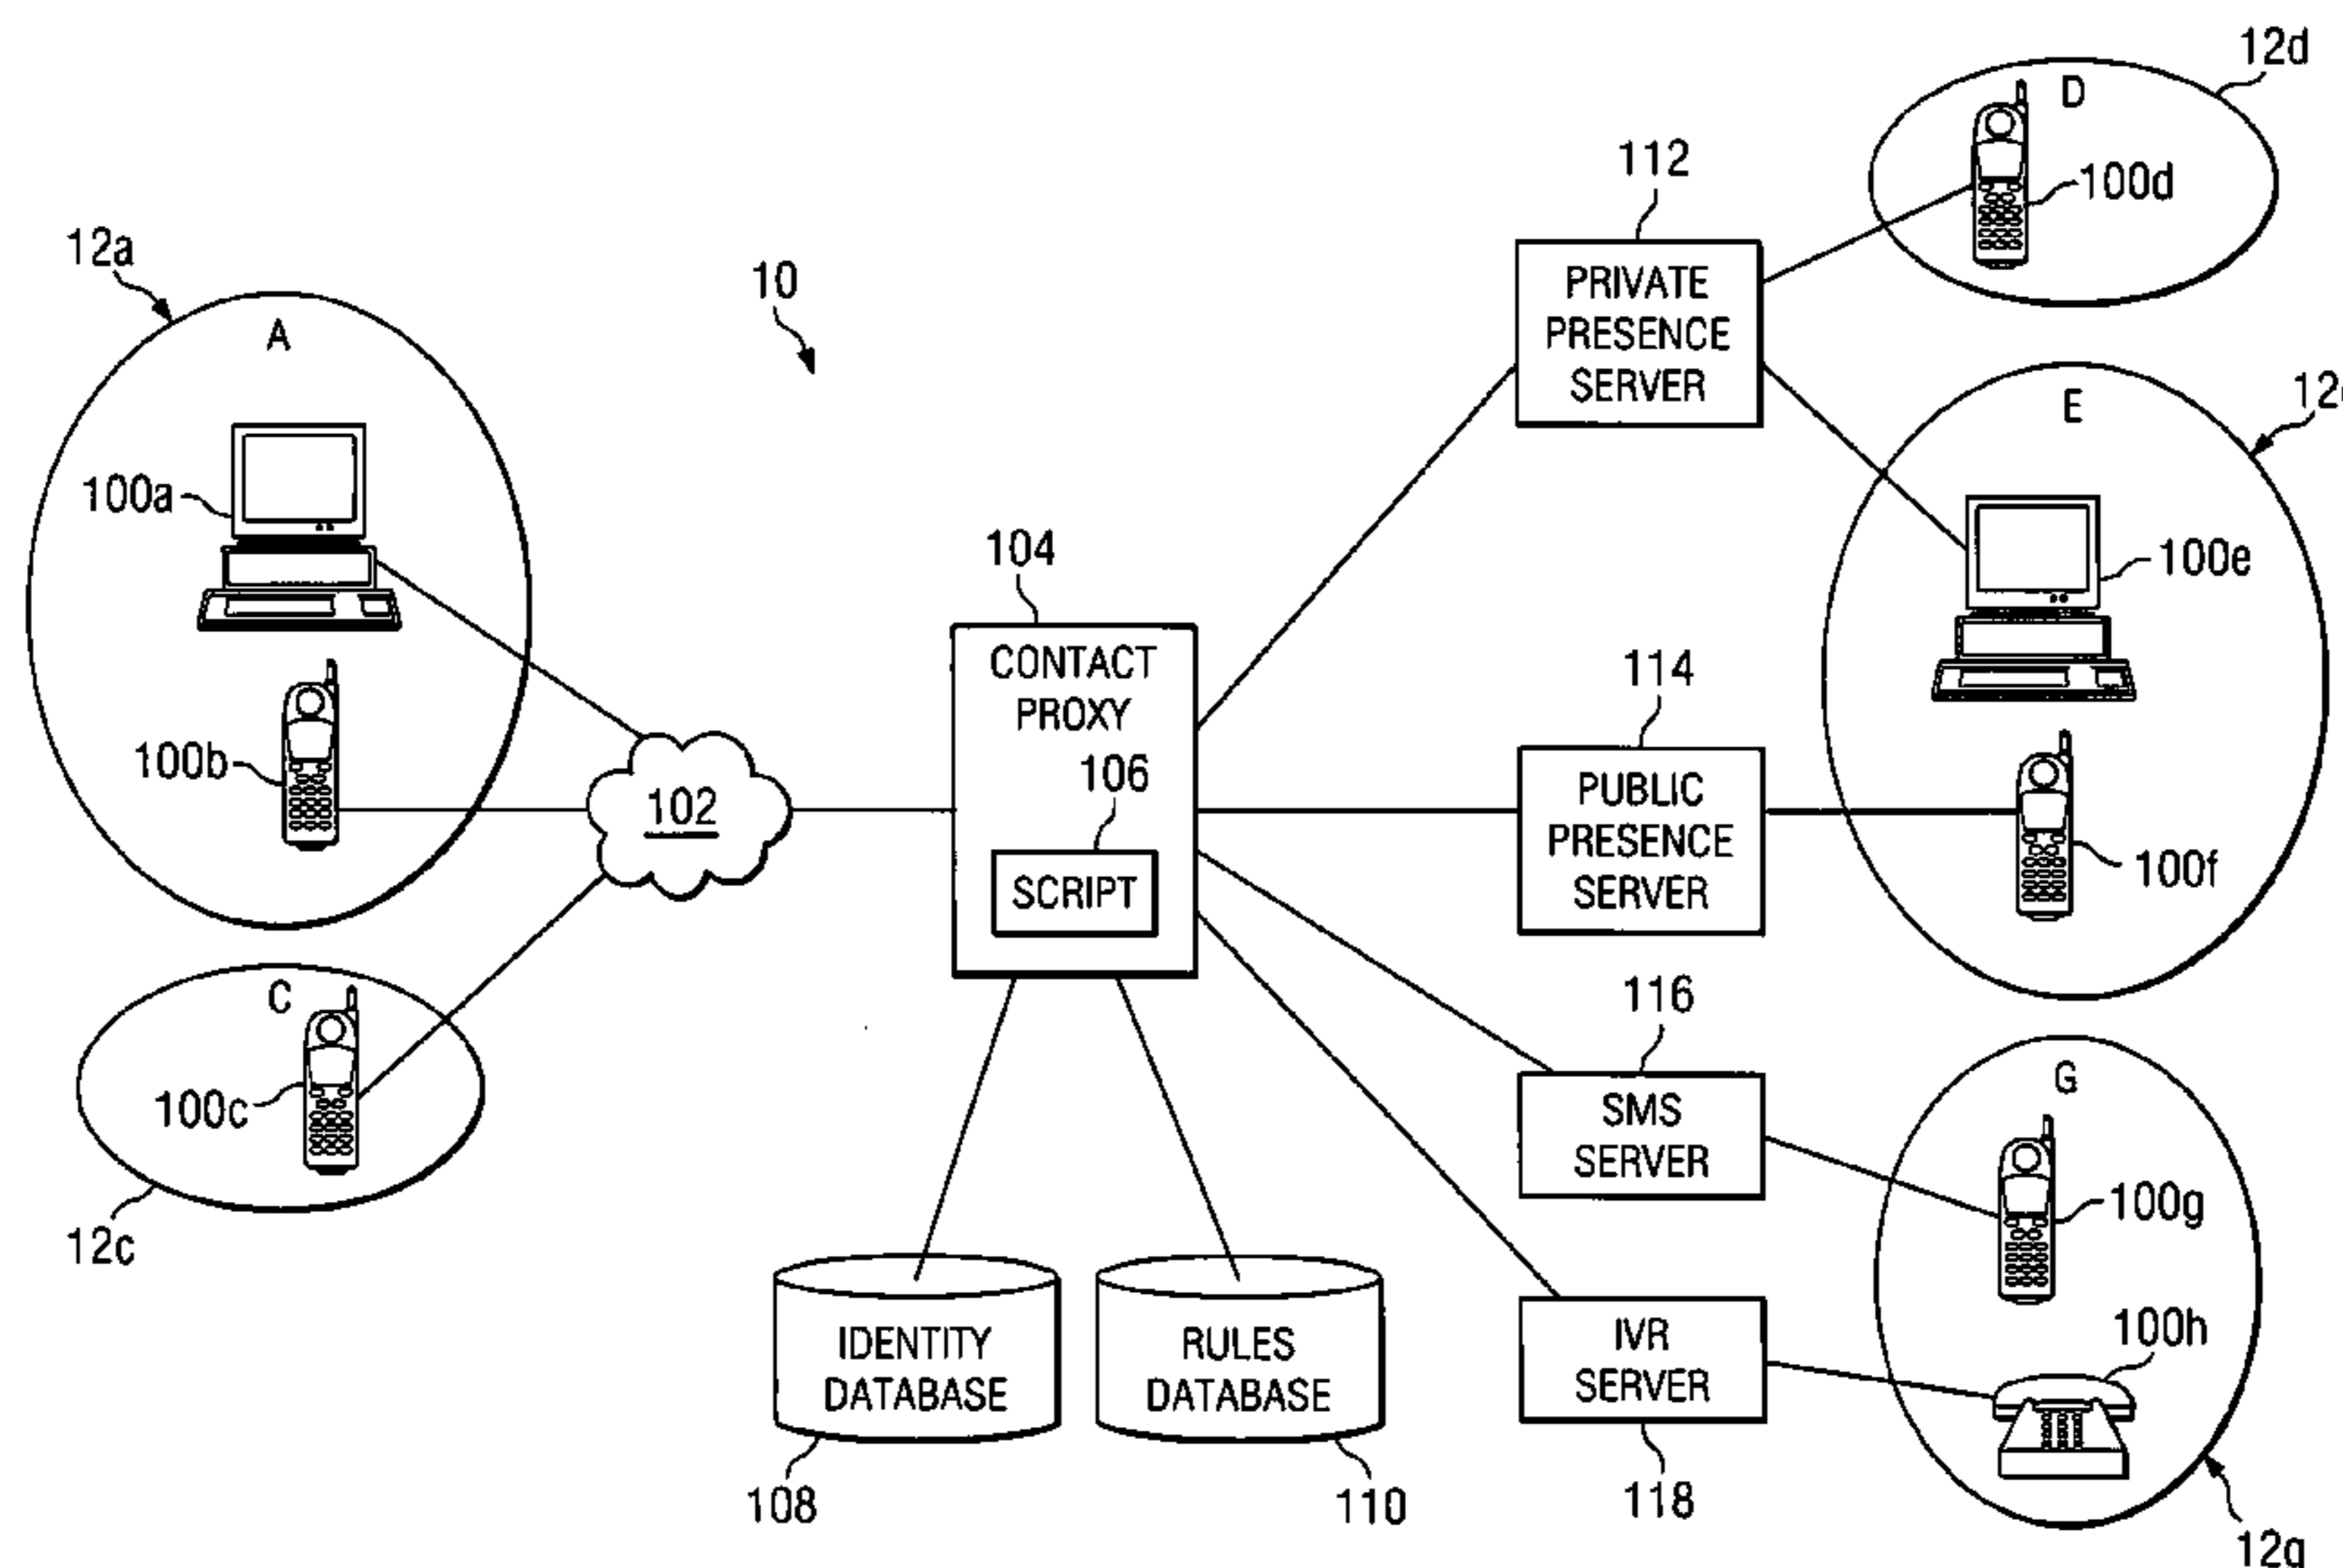 12d
D
112
100d
12a
10
PRIVATE
PRESENCE
SERVER
A
E
100a
104
100e
CONTACT
PROXY
114
100b
106
102
PUBLIC
PRESENCE
SERVER
100f
SCRIPT
C
116
G
100c
SMS
SERVER
100g
12c
IDENTITY
DATABASE
RULES
DATABASE
IVR
SERVER
100h
108
110
118
12g